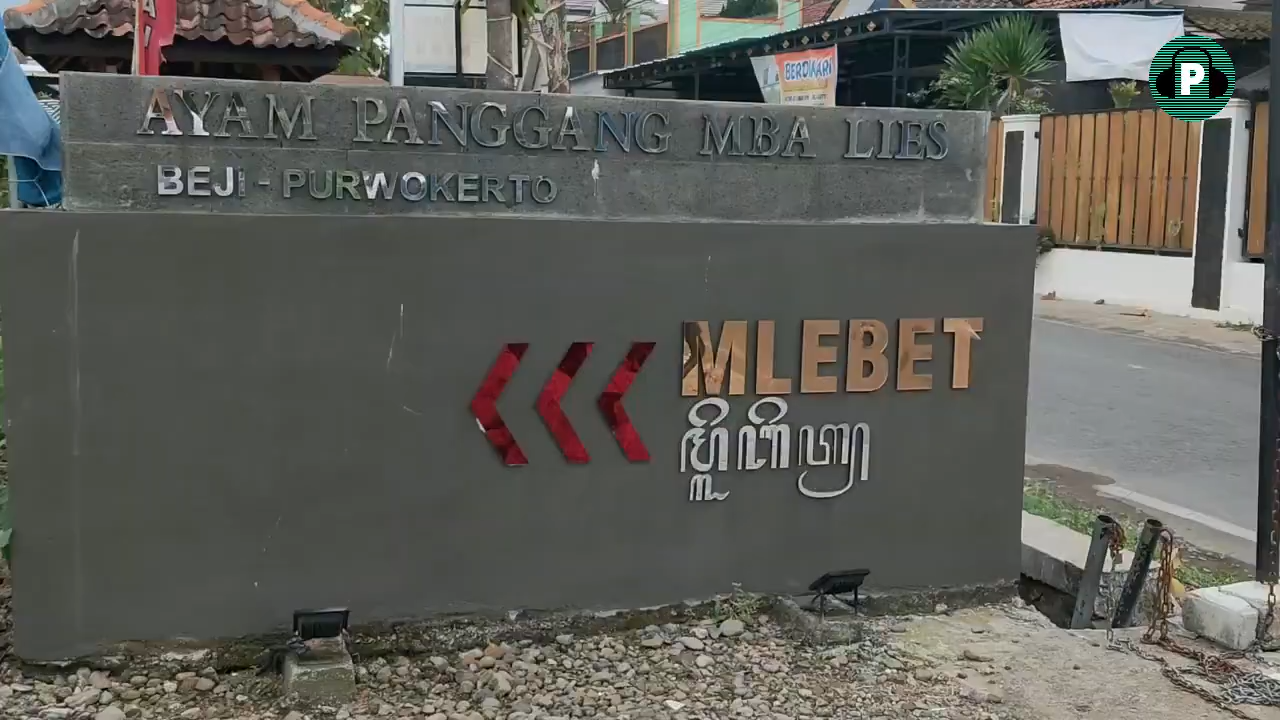 AYAM PANGGANG MBA LIES
BEJI - PURWOKERTO
MLEBET
ꦩ꧀ꦭꦼꦧꦼꦠ꧀
P